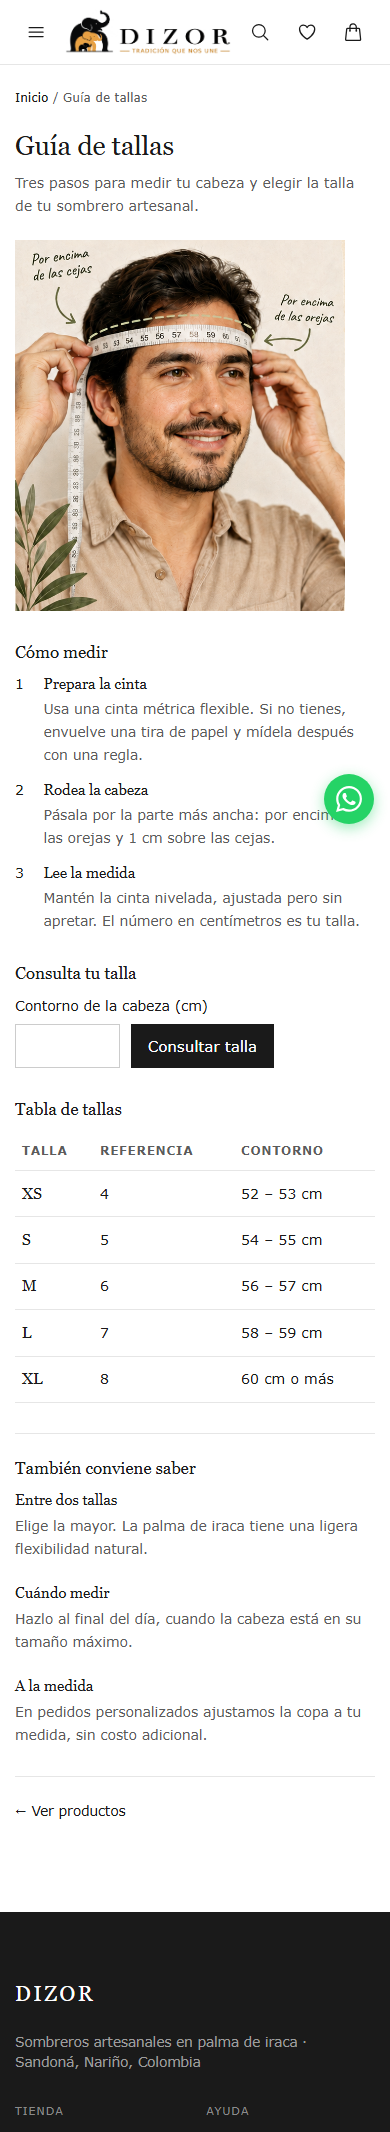 DIZOR
TRADICIÓN QUE NOS UNE
Inicio / Guía de tallas
Guía de tallas
Tres pasos para medir tu cabeza y elegir la talla
de tu sombrero artesanal.
Por encima
de las cejas
Por encima
de las orejas
53 54 55 56 57 58 59 60
Cómo medir
1 Prepara la cinta
Usa una cinta métrica flexible. Si no tienes,
envuelve una tira de papel y mídela después
con una regla.
2 Rodea la cabeza
Pásala por la parte más ancha: por
las orejas y 1 cm sobre las cejas.
3 Lee la medida
Mantén la cinta nivelada, ajustada pero sin
apretar. El número en centímetros es tu talla.
Consulta tu talla
Contorno de la cabeza (cm)
Consultar talla
Tabla de tallas
TALLA REFERENCIA CONTORNO
XS 4 52 – 53 cm
S 5 54 – 55 cm
M 6 56 – 57 cm
L 7 58 – 59 cm
XL 8 60 cm o más
También conviene saber
Entre dos tallas
Elige la mayor. La palma de iraca tiene una ligera
flexibilidad natural.
Cuándo medir
Hazlo al final del día, cuando la cabeza está en su
tamaño máximo.
A la medida
En pedidos personalizados ajustamos la copa a tu
medida, sin costo adicional.
← Ver productos
DIZOR
Sombreros artesanales en palma de iraca ·
Sandoná, Nariño, Colombia
TIENDA AYUDA